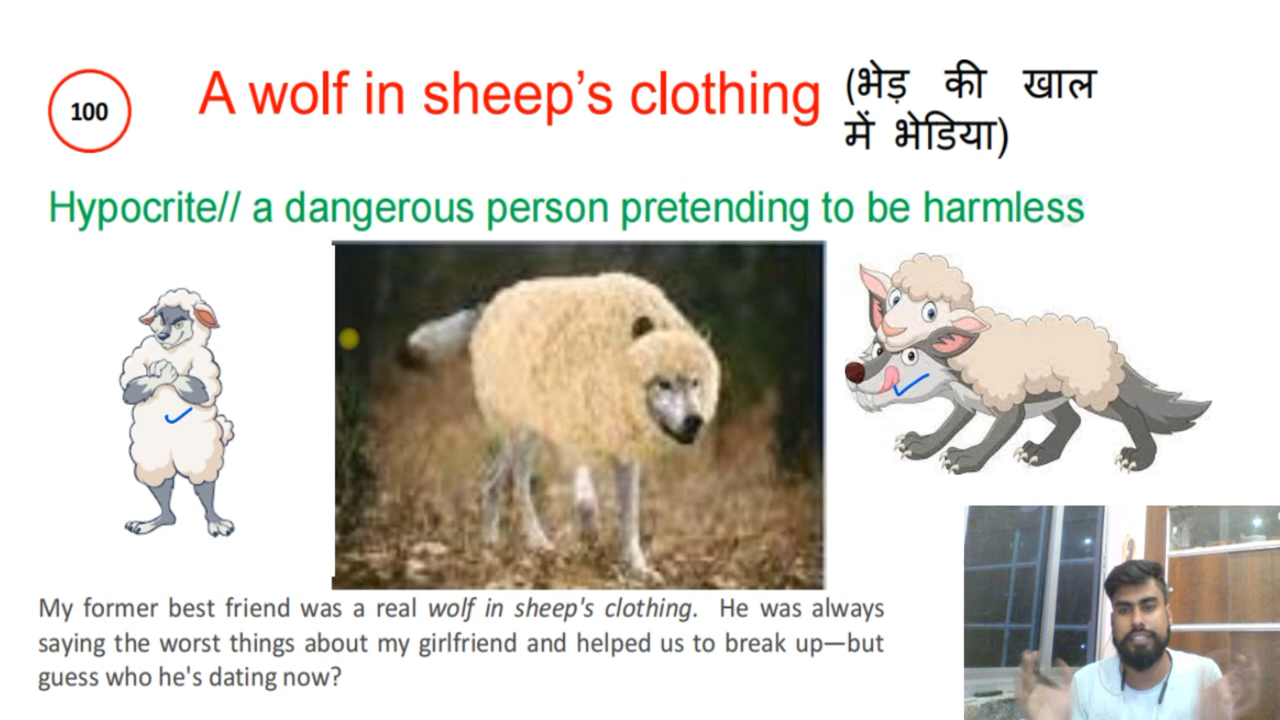 100
A wolf in sheep's clothing
(भेड़ की खाल
में भेडिया)
Hypocrite// a dangerous person pretending to be harmless
My former best friend was a real wolf in sheep's clothing. He was always
saying the worst things about my girlfriend and helped us to break up—but
guess who he's dating now?